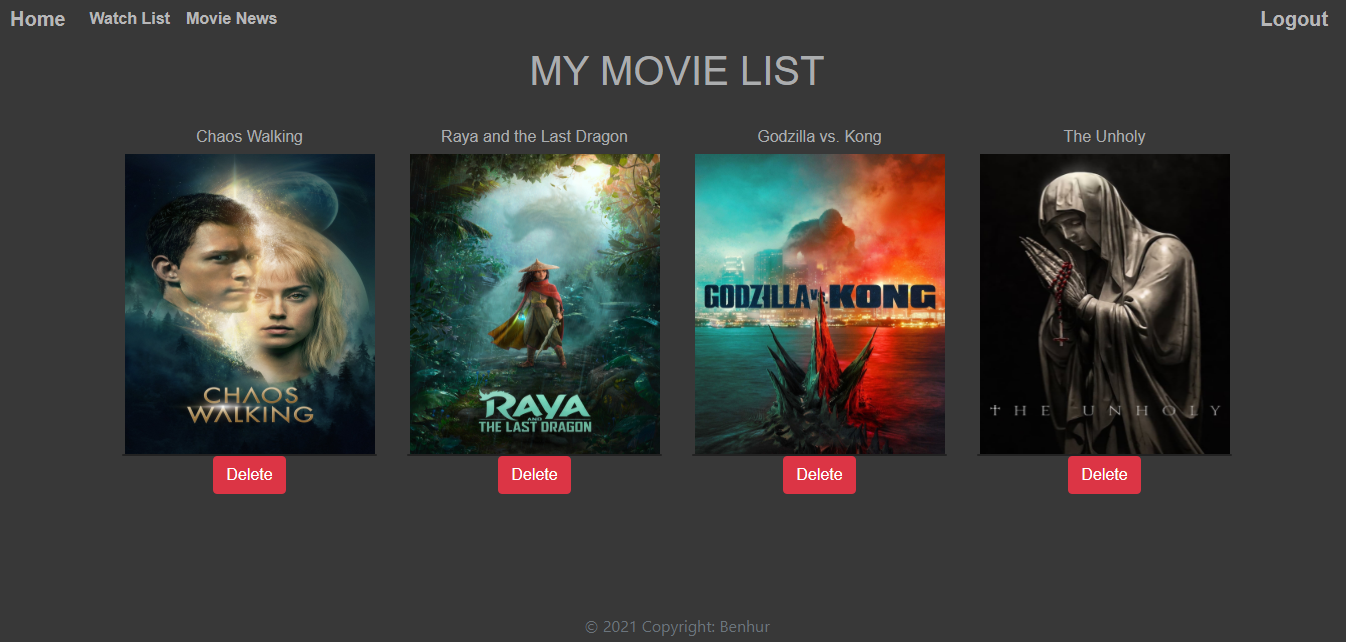 Home Watch List Movie News Logout
MY MOVIE LIST
Chaos Walking Raya and the Last Dragon Godzilla vs. Kong The Unholy
CHAOS
WALKING
RAYA
AND
THE LAST DRAGON
GODZILLA vs. KONG
THE UNHOLY
Delete Delete Delete Delete
© 2021 Copyright: Benhur